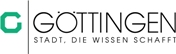 GÖTTINGEN
STADT, DIE WISSEN SCHAFFT